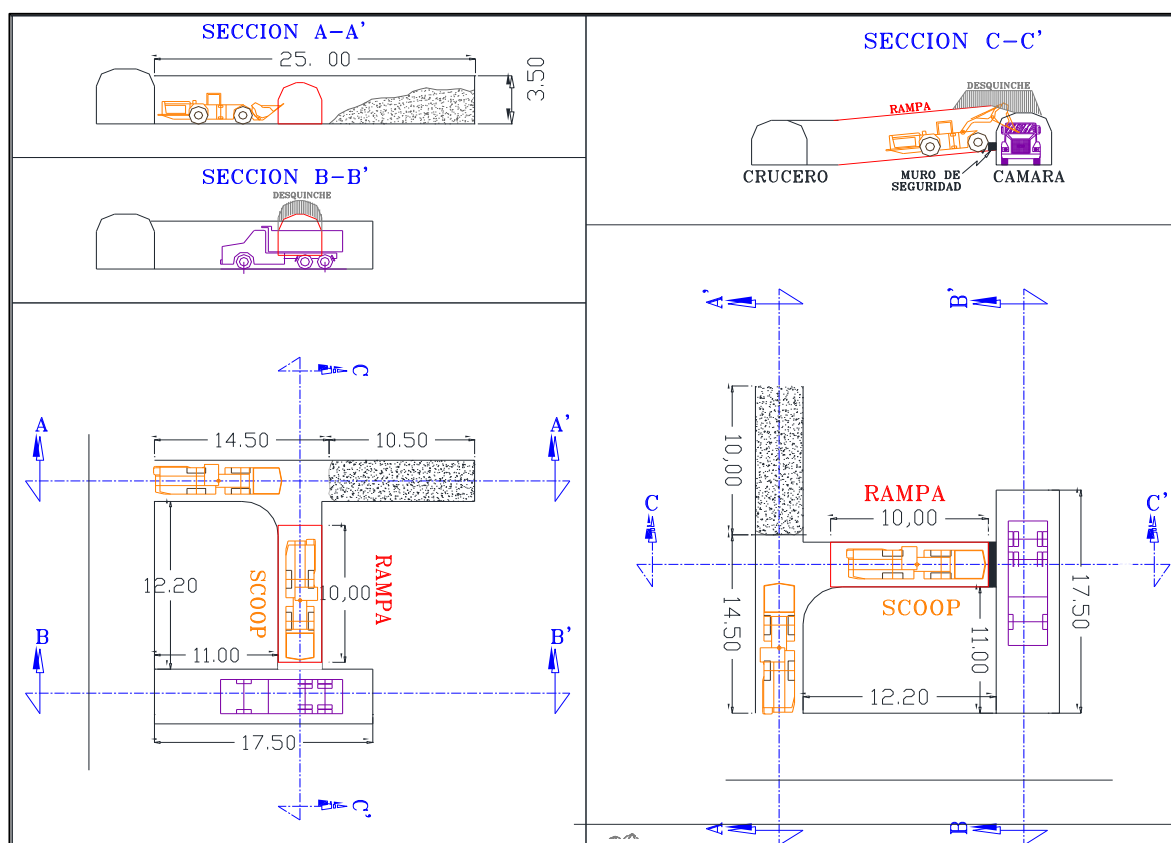 SECCION A-A'
25. 00
3.50
SECCION B-B'
DESQUINCHE
SECCION C-C'
DESQUINCHE
RAMPA
CRUCERO
MURO DE
SEGURIDAD
CAMARA
C
A
A'
14.50
10.50
12.20
SCOOP
10,00
RAMPA
11.00
B
B'
17.50
C'
A'
B'
10,00
C
C'
RAMPA
10,00
SCOOP
14.50
11.00
17.50
12.20
A
B